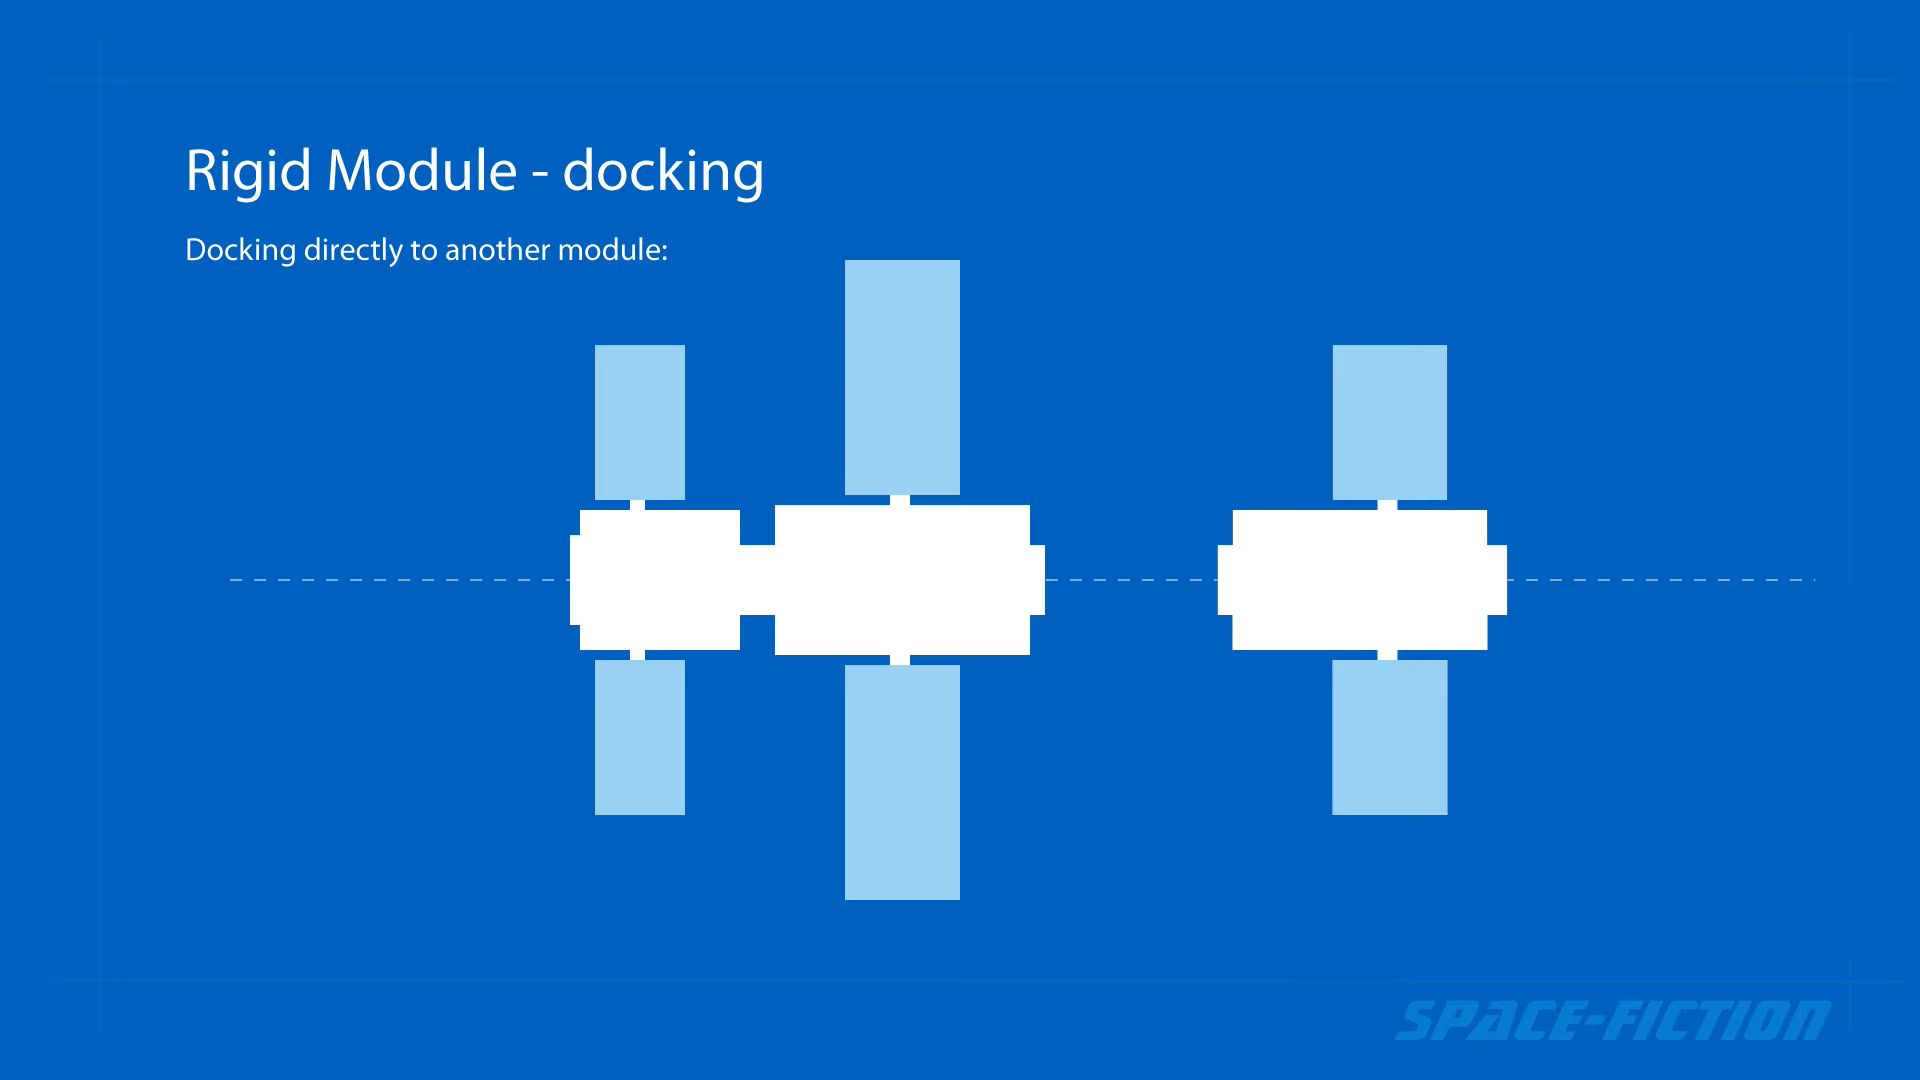 Rigid Module - docking
Docking directly to another module:
SPACE-FICTION